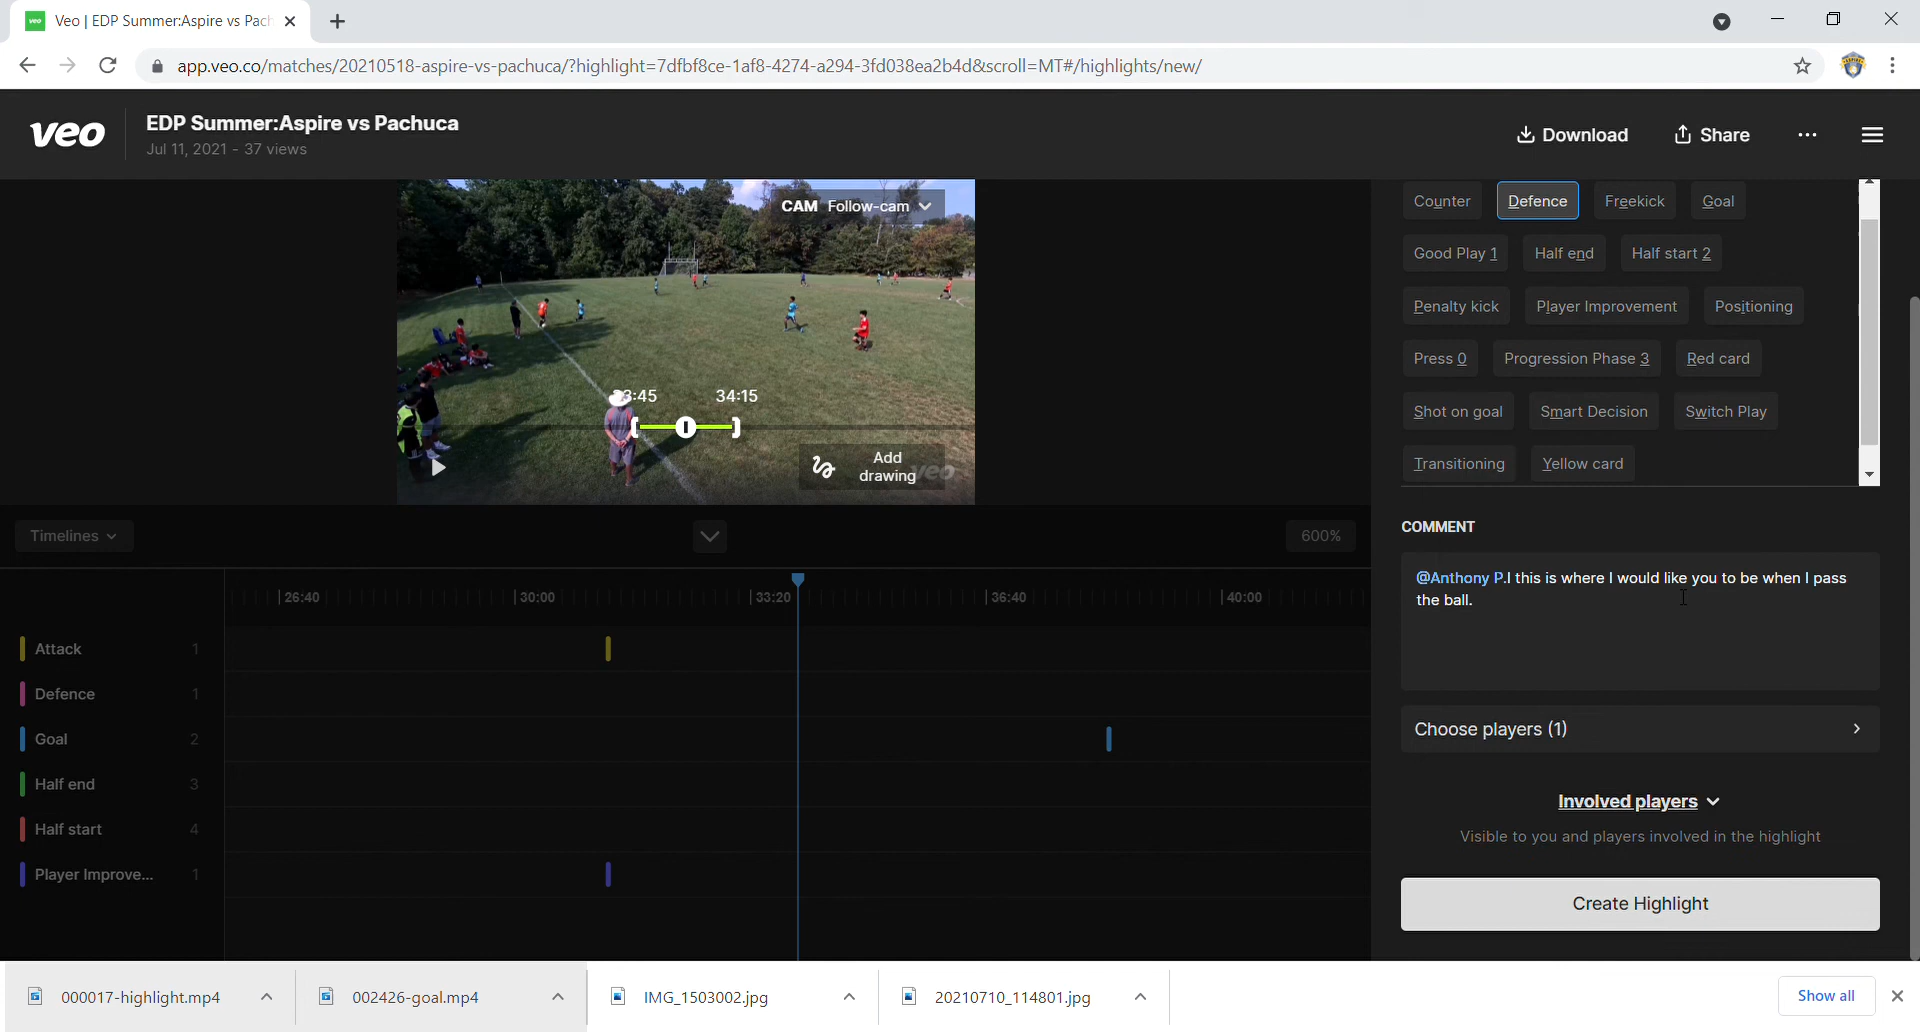 veo Veo | EDP Summer:Aspire vs Pach
app.veo.co/matches/20210518-aspire-vs-pachuca/?highlight=7dfbf8ce-1af8-4274-a294-3fd038ea2b4d&scroll=MT#/highlights/new/
veo
EDP Summer:Aspire vs Pachuca
Jul 11, 2021 - 37 views
Download Share
CAM Follow-cam
33:45 34:15
Add
drawing
veo
Counter Defence Freekick Goal
Good Play 1 Half end Half start 2
Penalty kick Player Improvement Positioning
Press 0 Progression Phase 3 Red card
Shot on goal Smart Decision Switch Play
Transitioning Yellow card
COMMENT
@Anthony P.I this is where I would like you to be when I pass
the ball.
Choose players (1)
Involved players
Visible to you and players involved in the highlight
Create Highlight
Timelines 600%
26:40 30:00 33:20 36:40 40:00
Attack 1
Defence 1
Goal 2
Half end 3
Half start 4
Player Improve... 1
000017-highlight.mp4 002426-goal.mp4 IMG_1503002.jpg 20210710_114801.jpg Show all